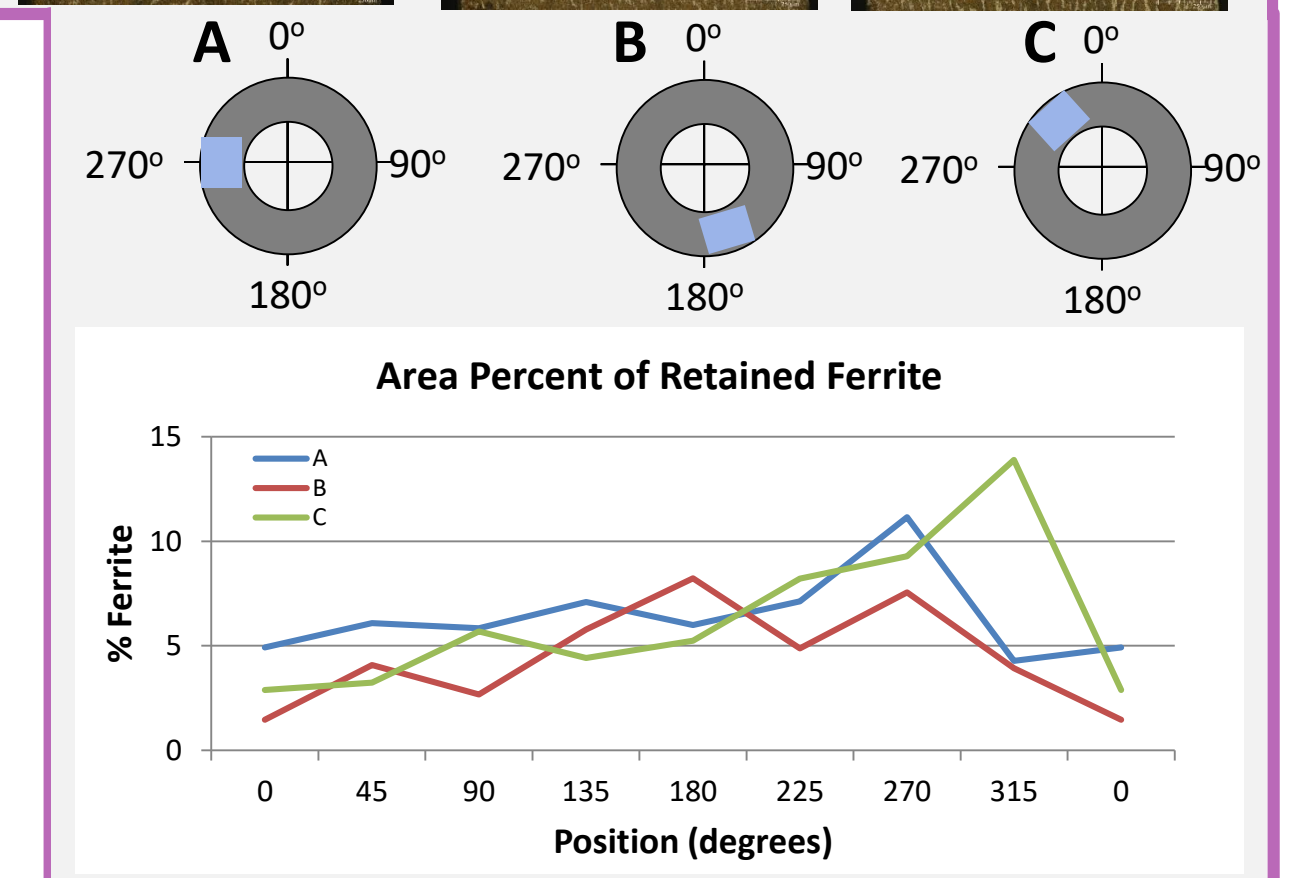 A 0º B 0º C 0º
270º 90º 270º 90º 270º 90º
180º 180º 180º
Area Percent of Retained Ferrite
15
A
B
C
10
5
0
% Ferrite
0 45 90 135 180 225 270 315 0
Position (degrees)